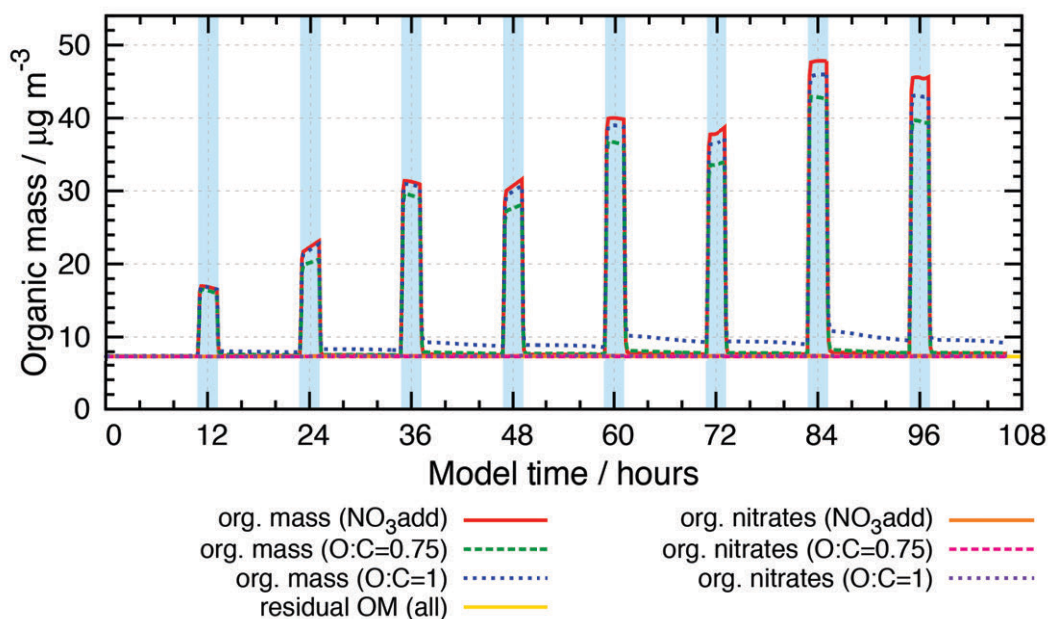 Organic mass / μg m⁻³
50
40
30
20
10
0
0 12 24 36 48 60 72 84 96 108
Model time / hours
org. mass (NO₃add)
org. mass (O:C=0.75)
org. mass (O:C=1)
residual OM (all)
org. nitrates (NO₃add)
org. nitrates (O:C=0.75)
org. nitrates (O:C=1)